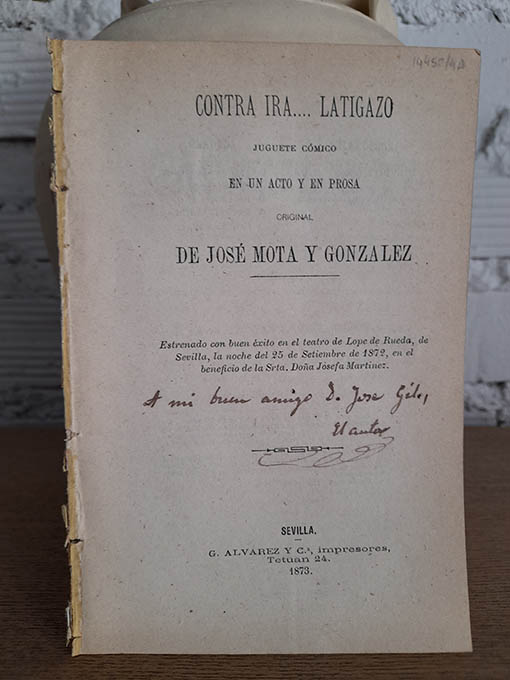 CONTRA IRA.... LATIGAZO
JUGUETE CÓMICO
EN UN ACTO Y EN PROSA
ORIGINAL
DE JOSÉ MOTA Y GONZALEZ
Estrenado con buen éxito en el teatro de Lope de Rueda, de
Sevilla, la noche del 25 de Setiembre de 1872, en el
beneficio de la Srta. Doña Josefa Martinez.
A mi buen amigo D. Jose
El autor
SEVILLA.
G. ALVAREZ Y C.ª, impresores,
Tetuan 24.
1873.